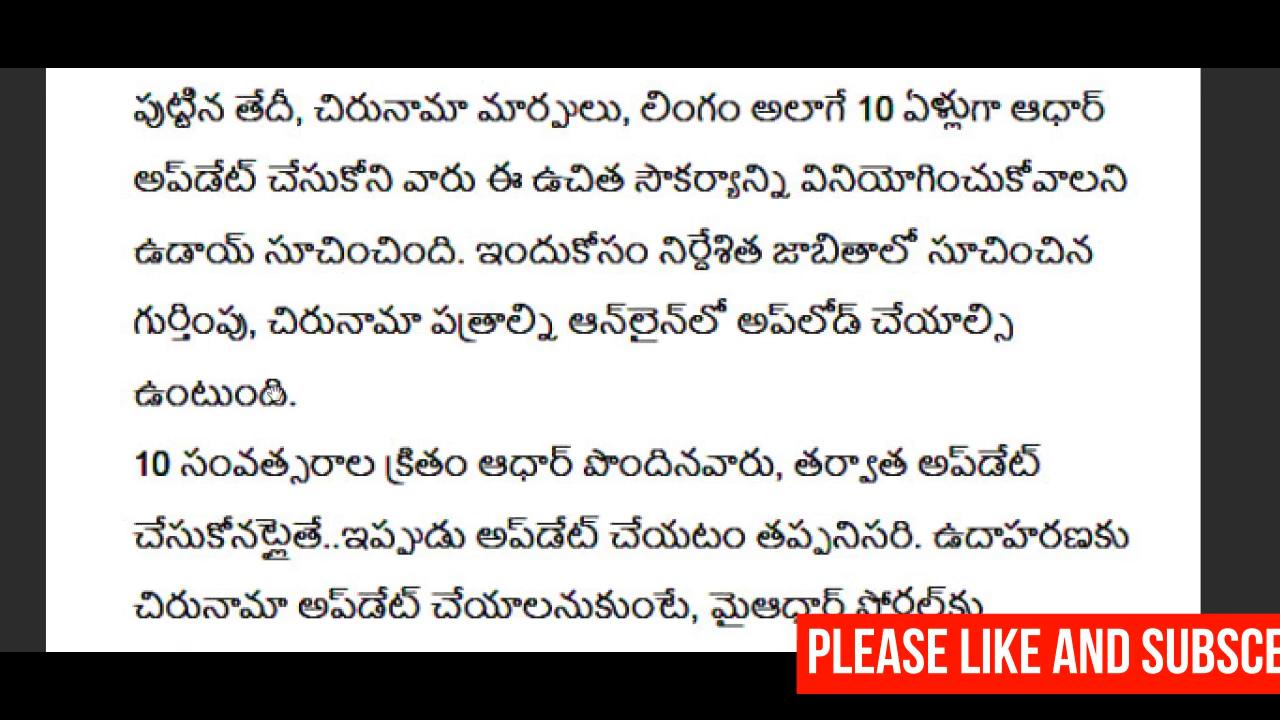 పుట్టిన తేదీ, చిరునామా మార్పులు, లింగం అలాగే 10 ఏళ్లుగా ఆధార్
అప్‌డేట్ చేసుకోని వారు ఈ ఉచిత సౌకర్యాన్ని వినియోగించుకోవాలని
ఉడాయ్ సూచించింది. ఇందుకోసం నిర్దేశిత జాబితాలో సూచించిన
గుర్తింపు, చిరునామా పత్రాల్ని ఆన్‌లైన్‌లో అప్‌లోడ్ చేయాల్సి
ఉంటుంది.
10 సంవత్సరాల క్రితం ఆధార్ పొందినవారు, తర్వాత అప్‌డేట్
చేసుకోనట్లైతే..ఇప్పుడు అప్‌డేట్ చేయటం తప్పనిసరి. ఉదాహరణకు
చిరునామా అప్‌డేట్ చేయాలనుకుంటే, మైఆధార్ పోర్టల్‌కు
PLEASE LIKE AND SUBSCE